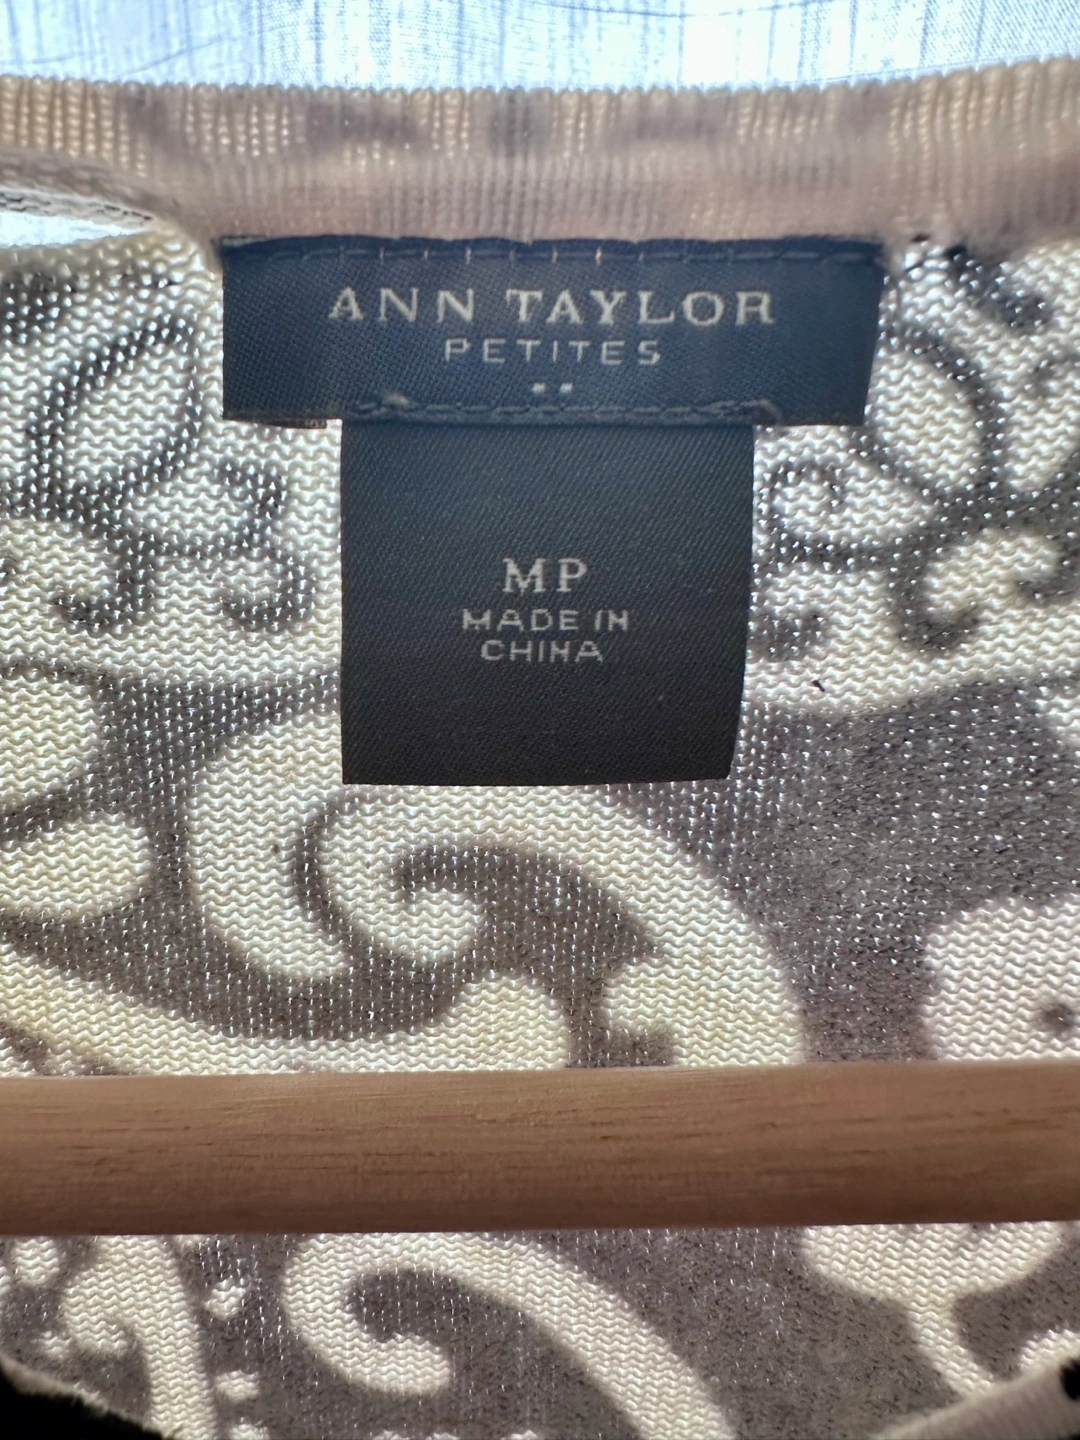 ANN TAYLOR
PETITES
MP
MADE IN
CHINA